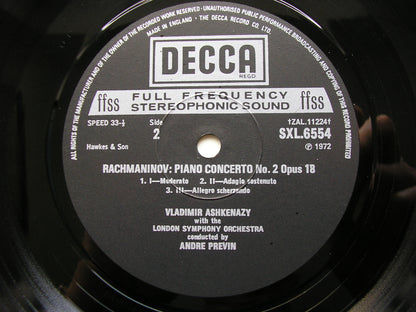 ALL RIGHTS OF THE MANUFACTURER AND OF THE OWNER OF THE RECORDED WORK RESERVED · UNAUTHORISED PUBLIC PERFORMANCE BROADCASTING AND COPYING OF THIS RECORD PROHIBITED
MADE IN ENGLAND · THE DECCA RECORD CO. LTD.
DECCA
REGD
ffss
FULL FREQUENCY
STEREOPHONIC SOUND
ffss
SPEED 33-⅓
Side
2
1ZAL.11224†
SXL.6554
Ⓟ 1972
Hawkes & Son
RACHMANINOV: PIANO CONCERTO No. 2 Opus 18
1. I—Moderato 2. II—Adagio sostenuto
3. III—Allegro scherzando
VLADIMIR ASHKENAZY
with the
LONDON SYMPHONY ORCHESTRA
conducted by
ANDRE PREVIN